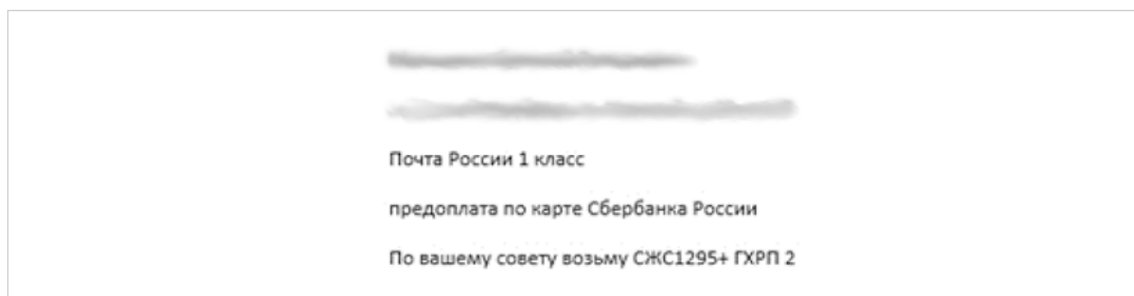 Почта России 1 класс
предоплата по карте Сбербанка России
По вашему совету возьму СЖС1295+ ГХРП 2